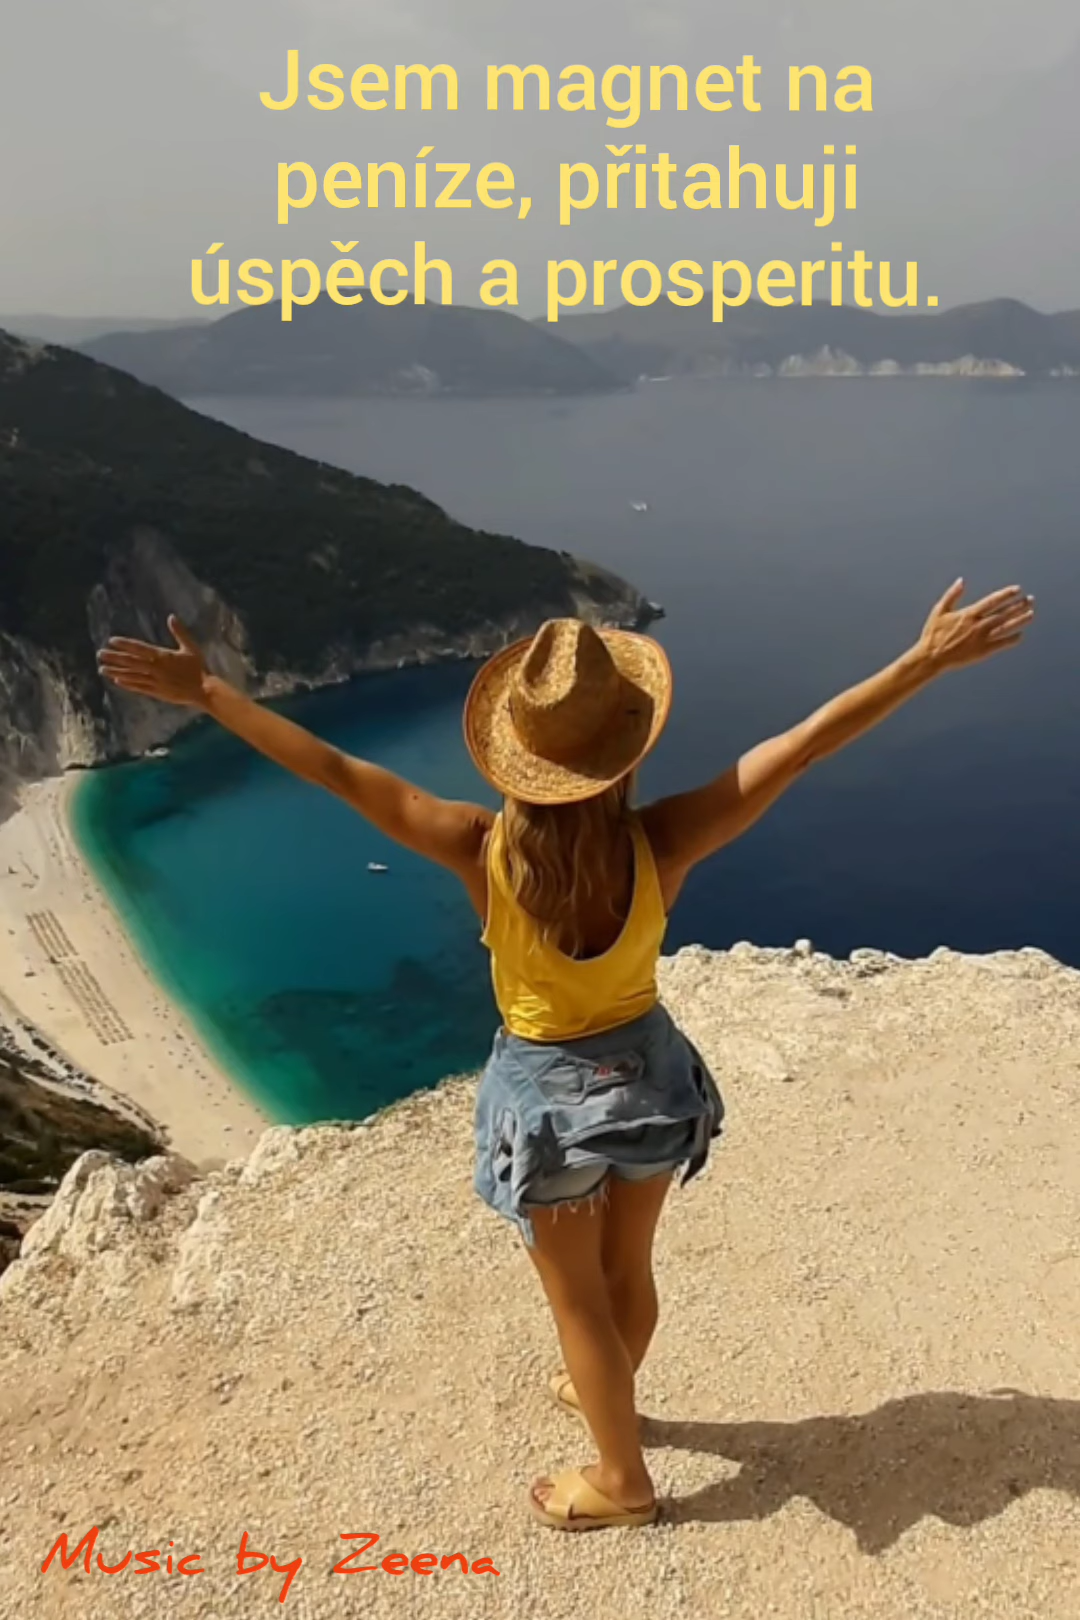 Jsem magnet na
peníze, přitahuji
úspěch a prosperitu.
Music by Zeena